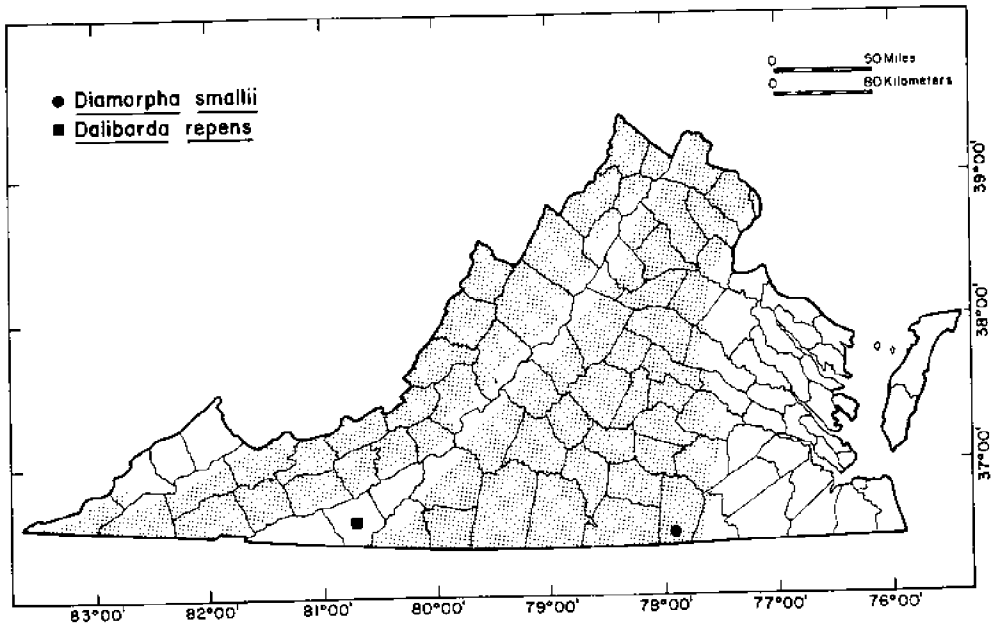 0 50 Miles
0 80 Kilometers
● Diamorpha smallii
■ Dalibarda repens
39°00'
38°00'
37°00'
83°00' 82°00' 81°00' 80°00' 79°00' 78°00' 77°00' 76°00'